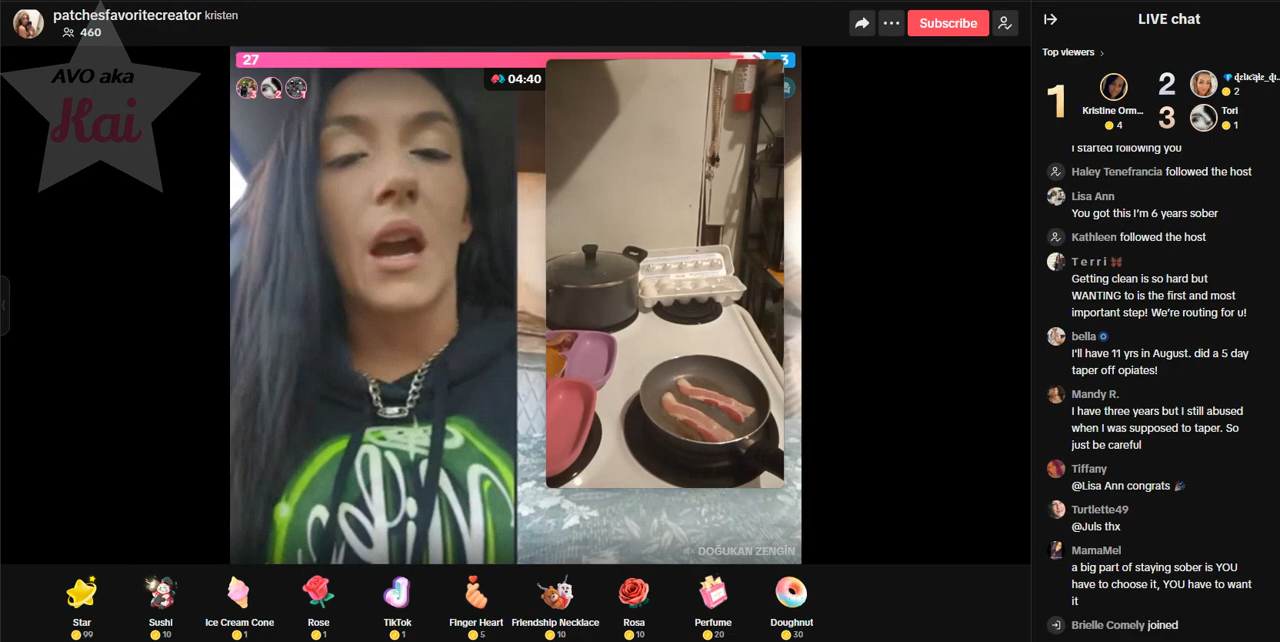 patchesfavoritecreator kristen
460
Subscribe
LIVE chat
AVO aka
Kai
27
3
04:40
3
2
1
Top viewers
1
Kristine Orm...
4
2
2
3
Tori
1
I started following you
Haley Tenefrancia followed the host
Lisa Ann
You got this I'm 6 years sober
Kathleen followed the host
T e r r i
Getting clean is so hard but
WANTING to is the first and most
important step! We're routing for u!
bella
I'll have 11 yrs in August. did a 5 day
taper off opiates!
Mandy R.
I have three years but I still abused
when I was supposed to taper. So
just be careful
Tiffany
@Lisa Ann congrats 🎉
Turtlette49
@Juls thx
MamaMel
a big part of staying sober is YOU
have to choose it, YOU have to want
it
Brielle Comely joined
DOĞUKAN ZENGİN
Star
99
Sushi
10
Ice Cream Cone
1
Rose
1
TikTok
1
Finger Heart
5
Friendship Necklace
10
Rosa
10
Perfume
20
Doughnut
30